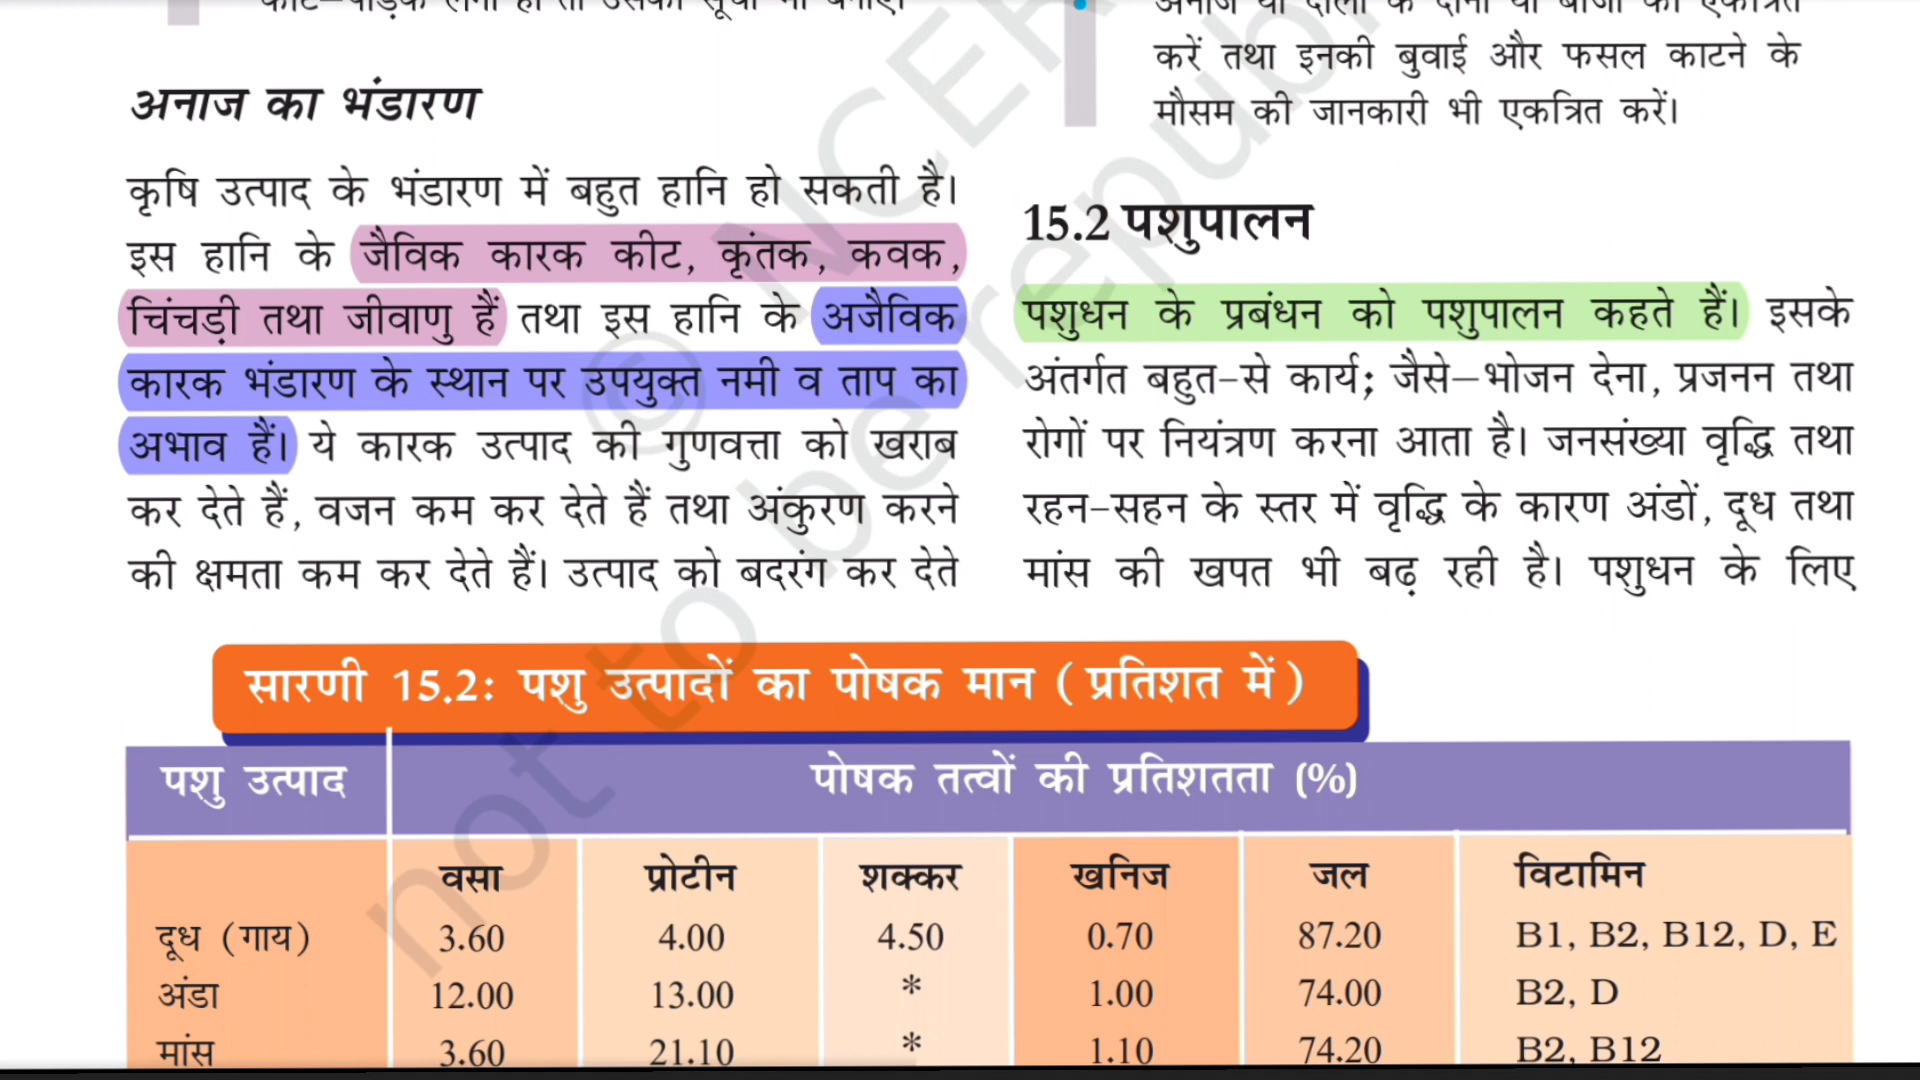 करें तथा इनकी बुवाई और फसल काटने के
मौसम की जानकारी भी एकत्रित करें।
अनाज का भंडारण
कृषि उत्पाद के भंडारण में बहुत हानि हो सकती है।
इस हानि के जैविक कारक कीट, कृंतक, कवक,
चिंचड़ी तथा जीवाणु हैं तथा इस हानि के अजैविक
कारक भंडारण के स्थान पर उपयुक्त नमी व ताप का
अभाव हैं। ये कारक उत्पाद की गुणवत्ता को खराब
कर देते हैं, वजन कम कर देते हैं तथा अंकुरण करने
की क्षमता कम कर देते हैं। उत्पाद को बदरंग कर देते
15.2 पशुपालन
पशुधन के प्रबंधन को पशुपालन कहते हैं। इसके
अंतर्गत बहुत-से कार्य; जैसे—भोजन देना, प्रजनन तथा
रोगों पर नियंत्रण करना आता है। जनसंख्या वृद्धि तथा
रहन-सहन के स्तर में वृद्धि के कारण अंडों, दूध तथा
मांस की खपत भी बढ़ रही है। पशुधन के लिए
सारणी 15.2: पशु उत्पादों का पोषक मान (प्रतिशत में)
पशु उत्पाद पोषक तत्वों की प्रतिशतता (%)
वसा प्रोटीन शक्कर खनिज जल विटामिन
दूध (गाय) 3.60 4.00 4.50 0.70 87.20 B1, B2, B12, D, E
अंडा 12.00 13.00 * 1.00 74.00 B2, D
मांस 3.60 21.10 * 1.10 74.20 B2, B12
not to be republ